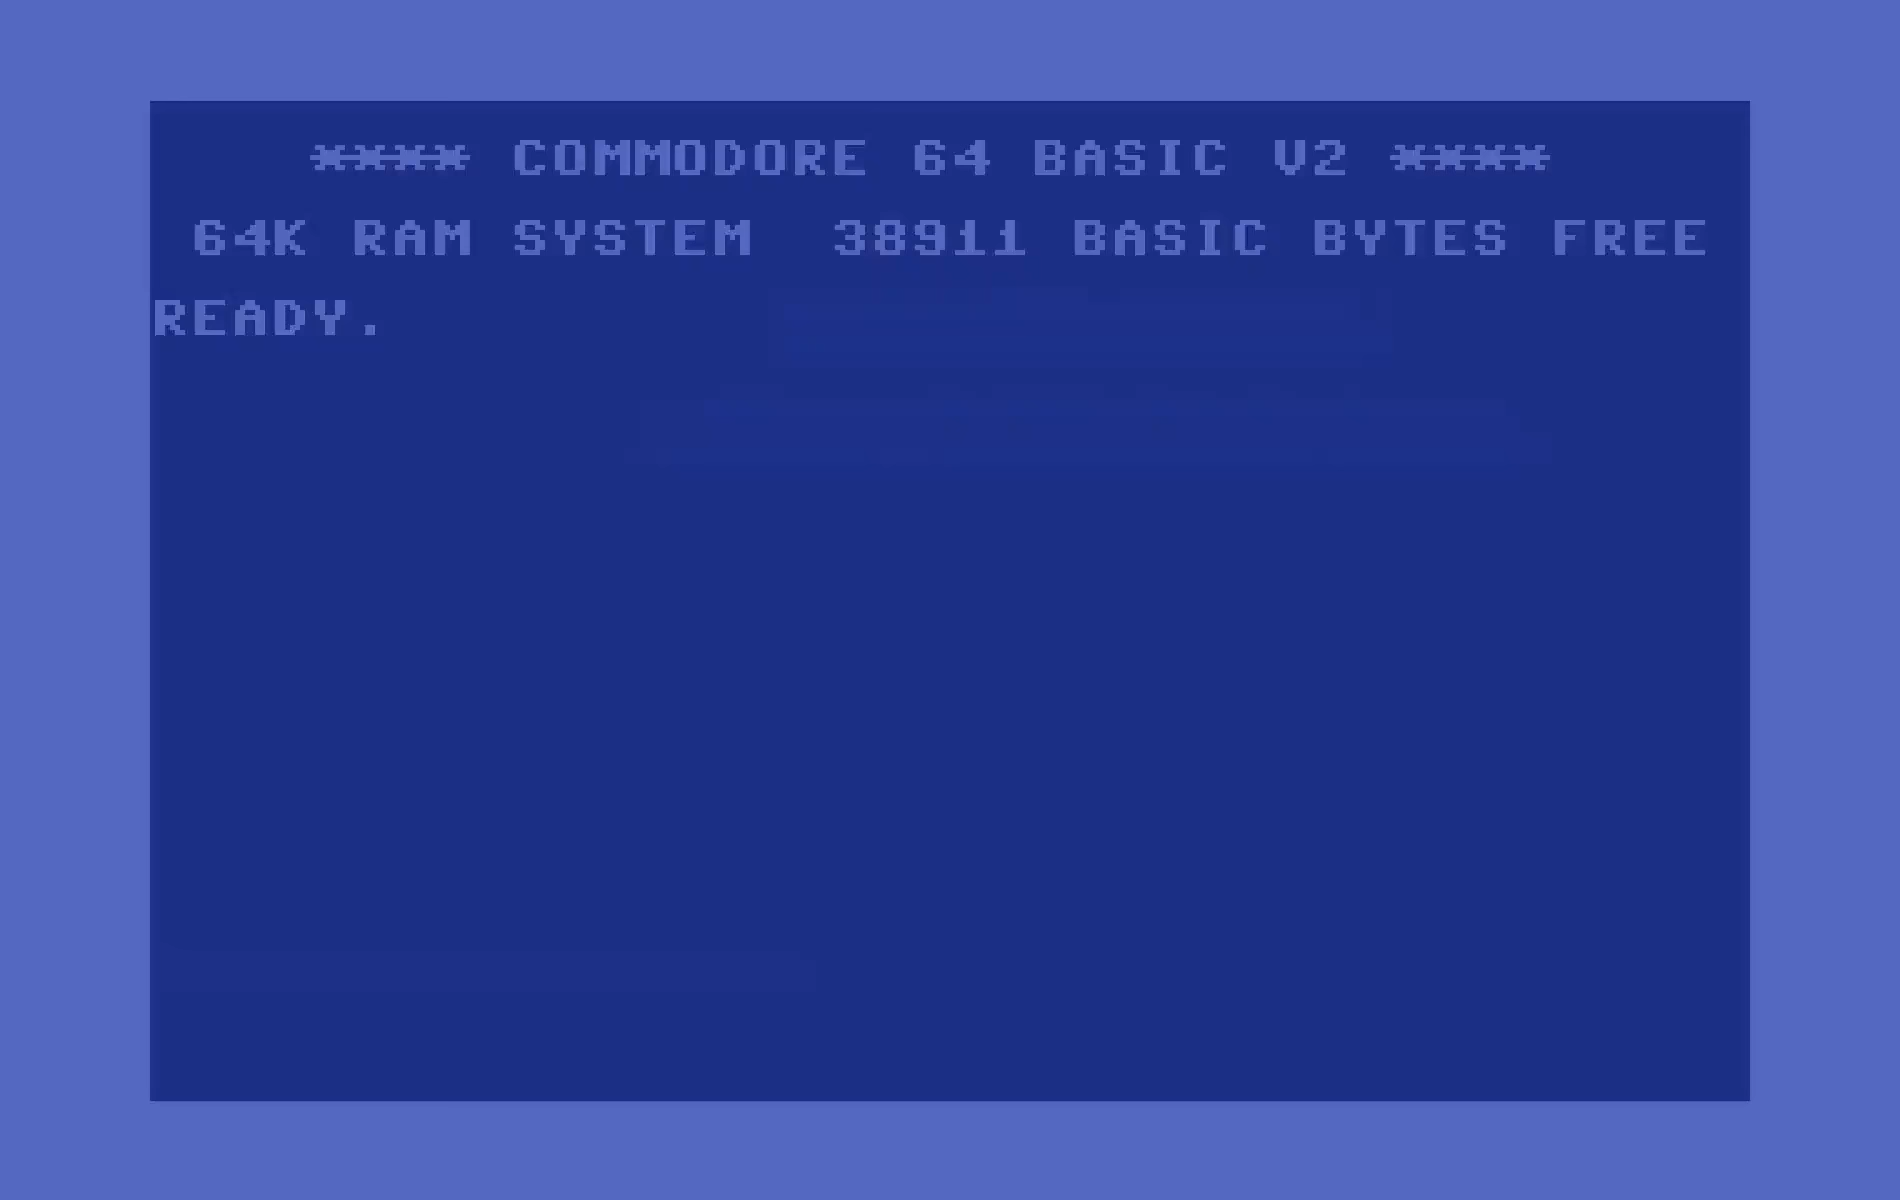 **** COMMODORE 64 BASIC V2 ****
64K RAM SYSTEM  38911 BASIC BYTES FREE
READY.